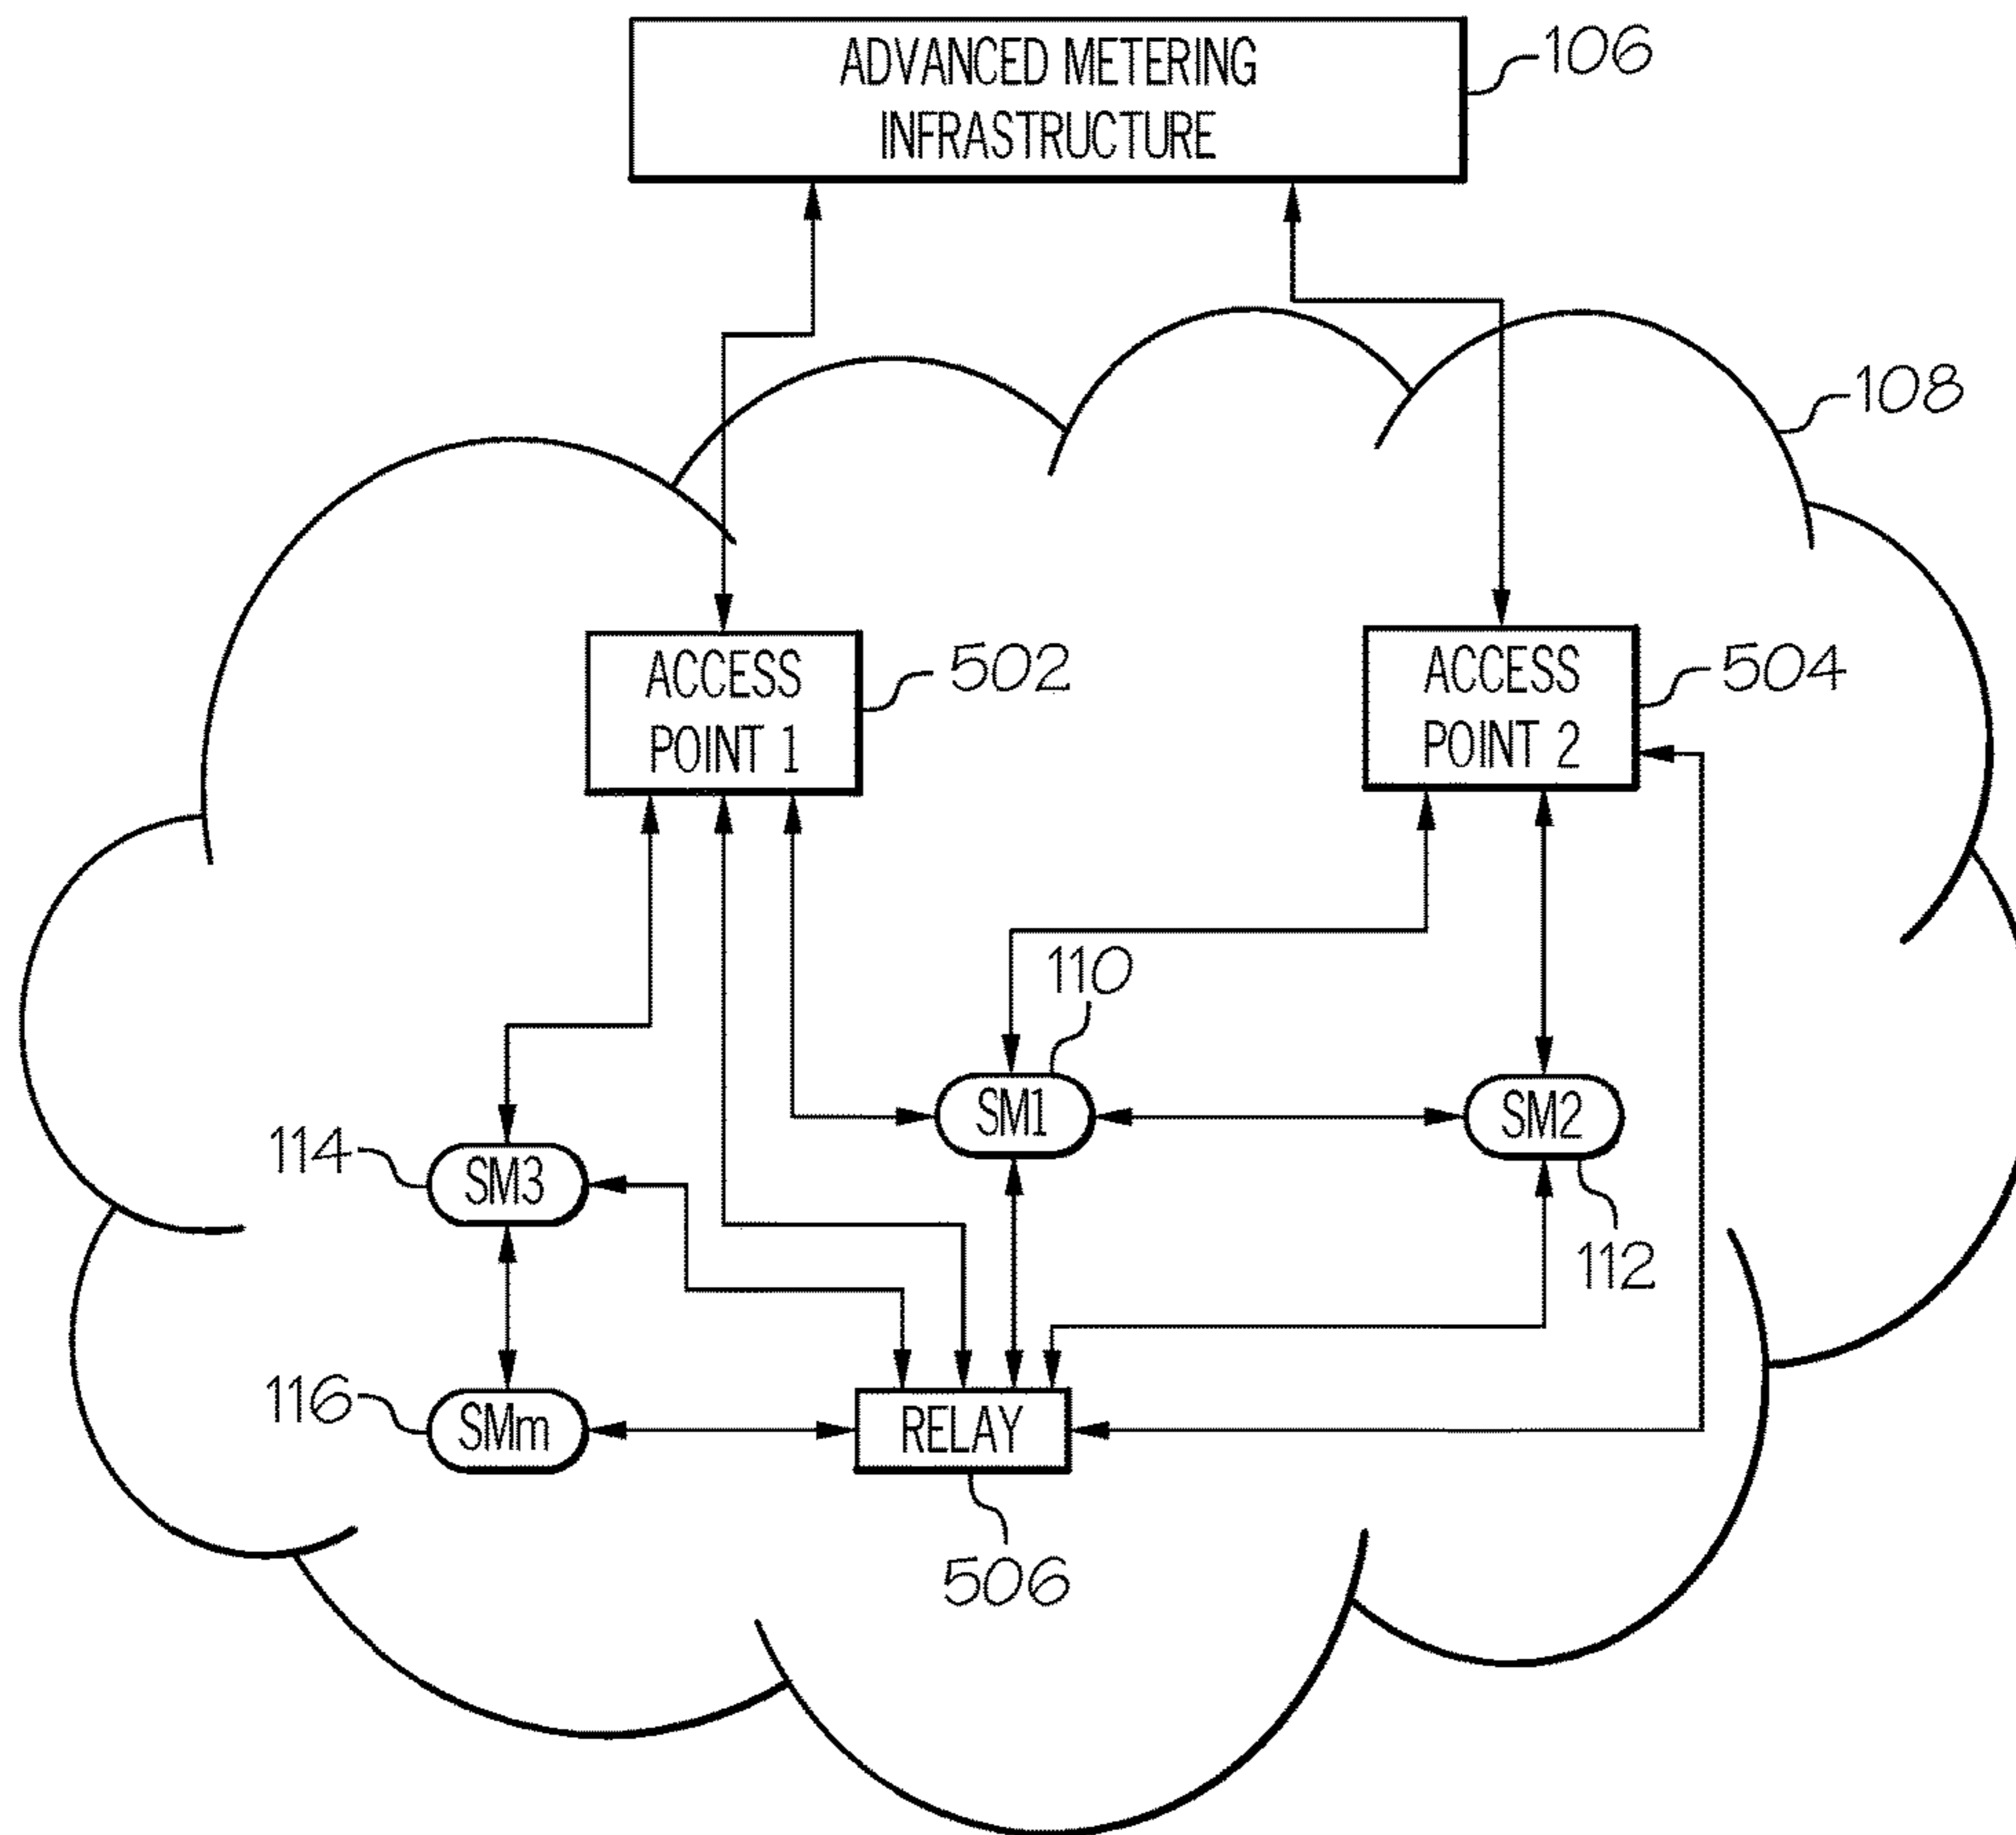 ADVANCED METERING
INFRASTRUCTURE
106
108
ACCESS
POINT 1
502
ACCESS
POINT 2
504
110
SM1
SM2
114
SM3
112
116
SMm
RELAY
506